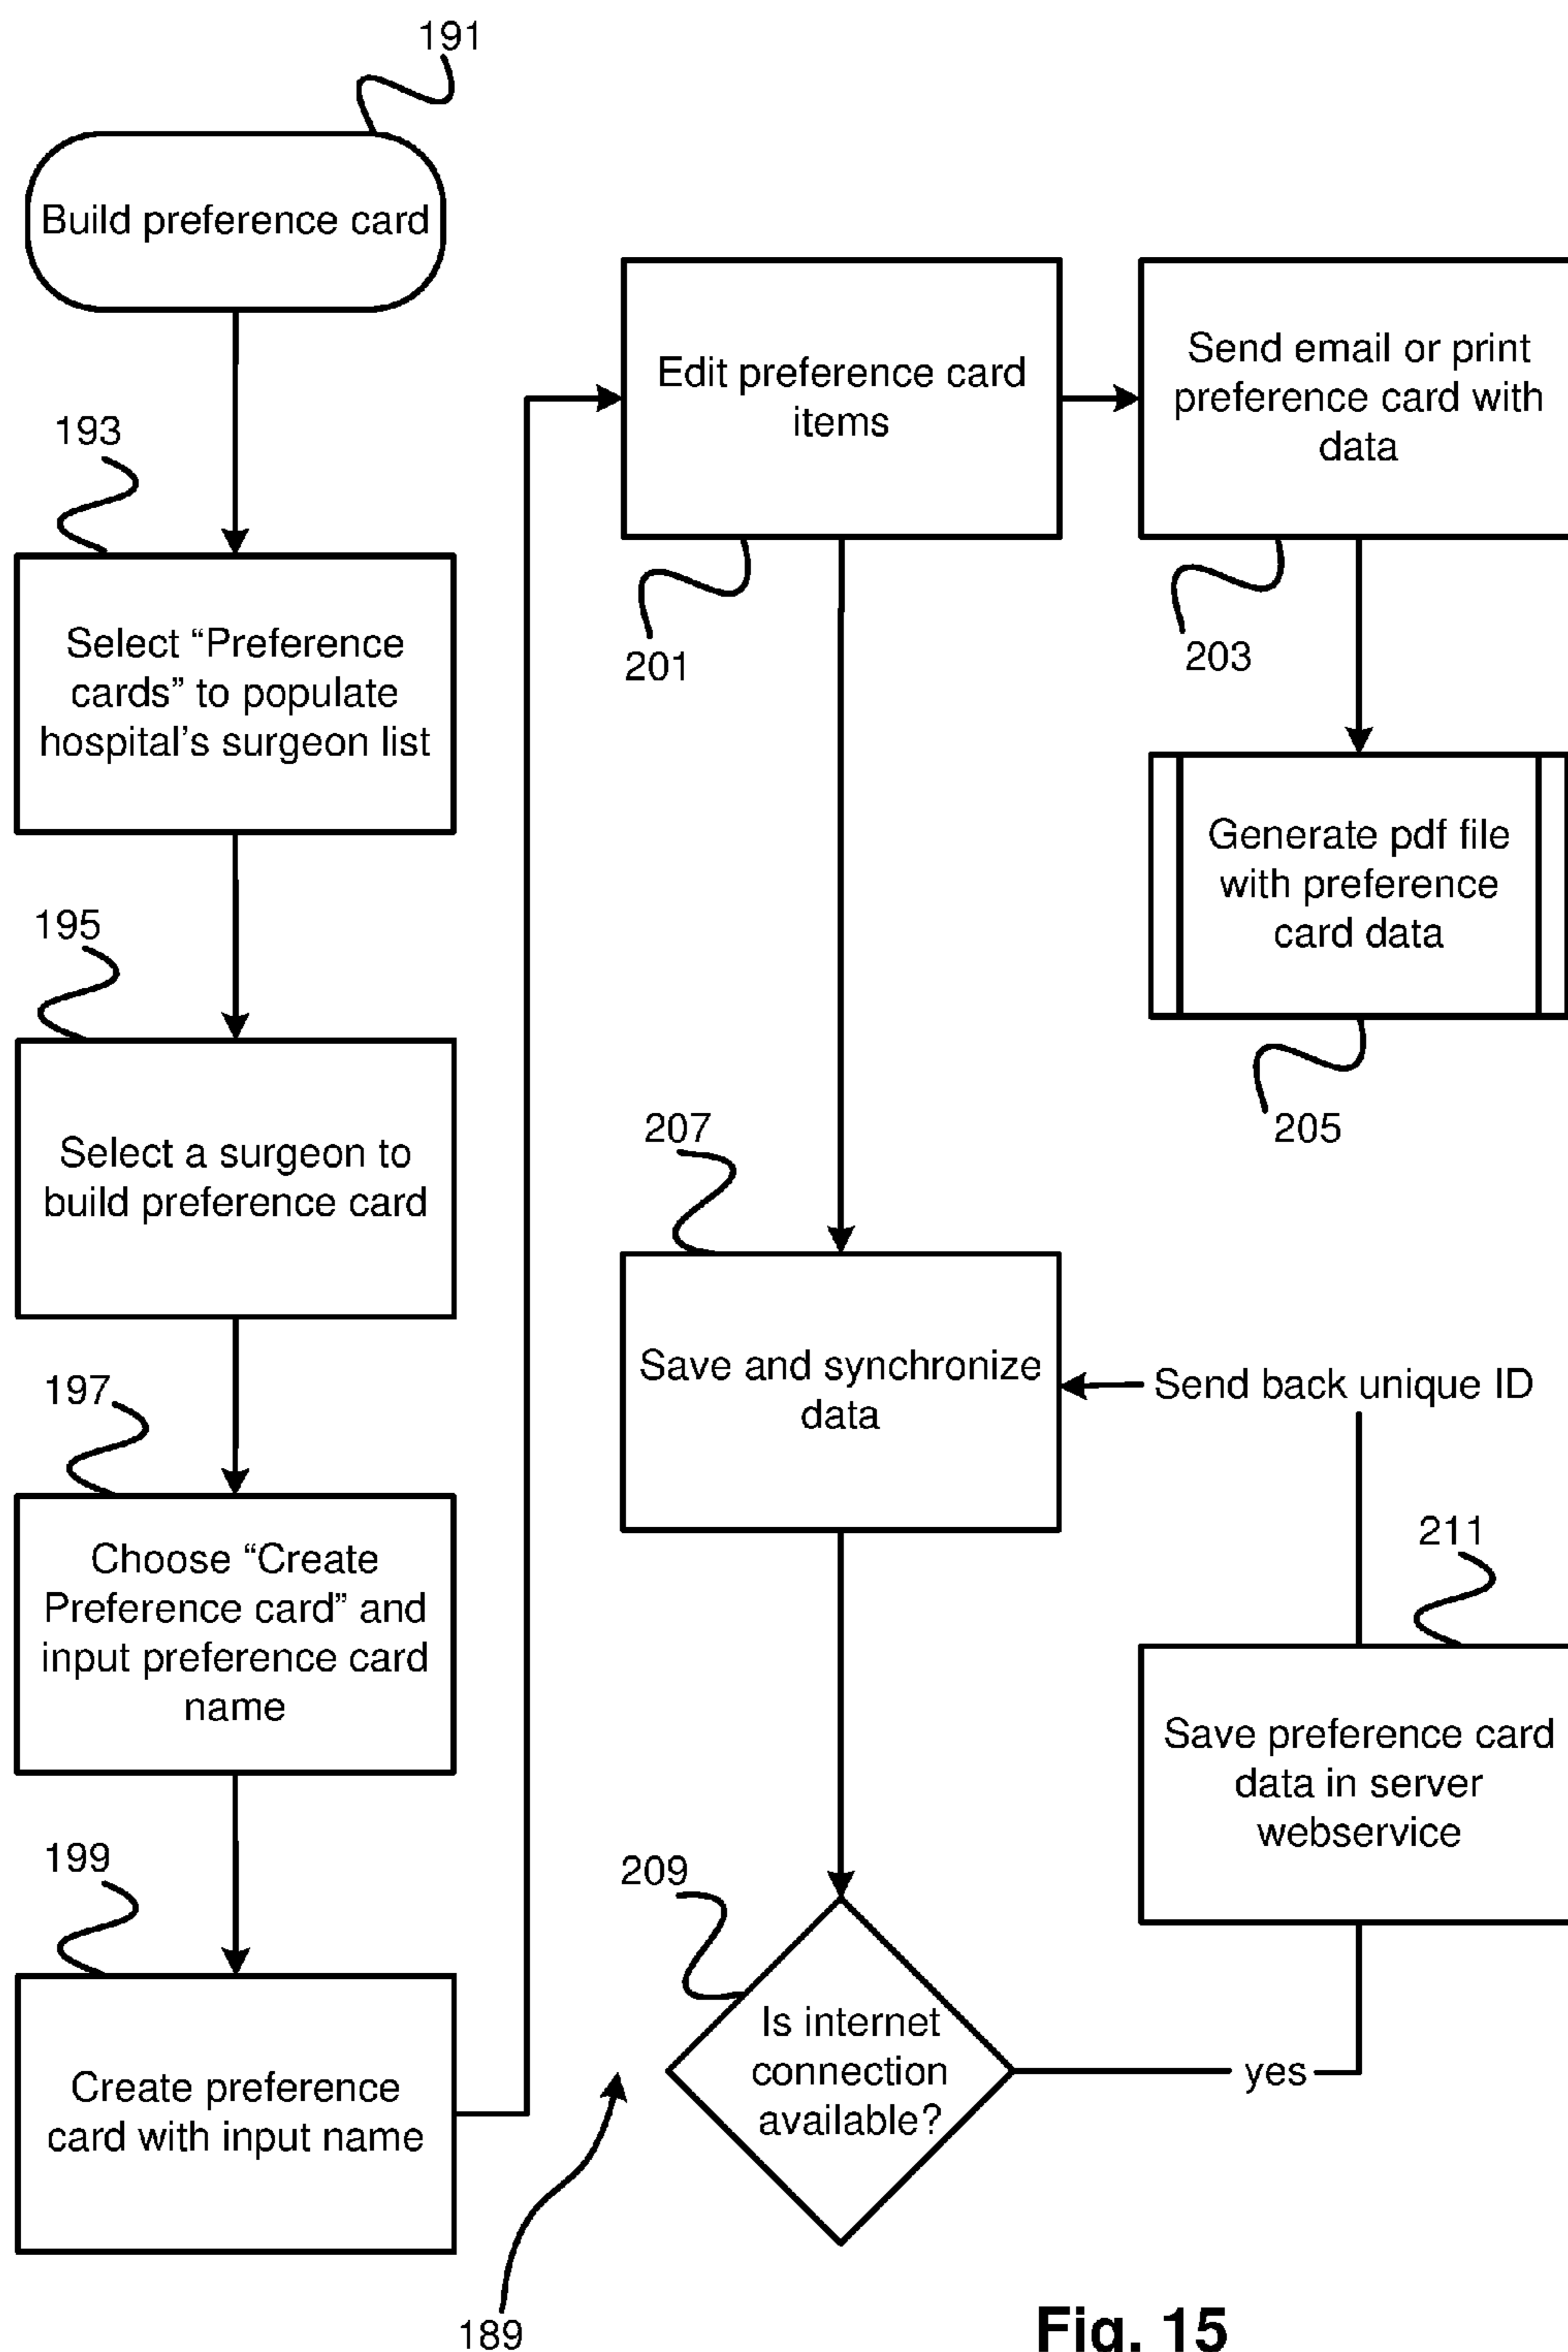 191
Build preference card
193
Select “Preference
cards” to populate
hospital’s surgeon list
195
Select a surgeon to
build preference card
197
Choose “Create
Preference card” and
input preference card
name
199
Create preference
card with input name
Edit preference card
items
201
Send email or print
preference card with
data
203
Generate pdf file
with preference
card data
205
207
Save and synchronize
data
Send back unique ID
211
Save preference card
data in server
webservice
209
Is internet
connection
available?
yes
189
Fig. 15